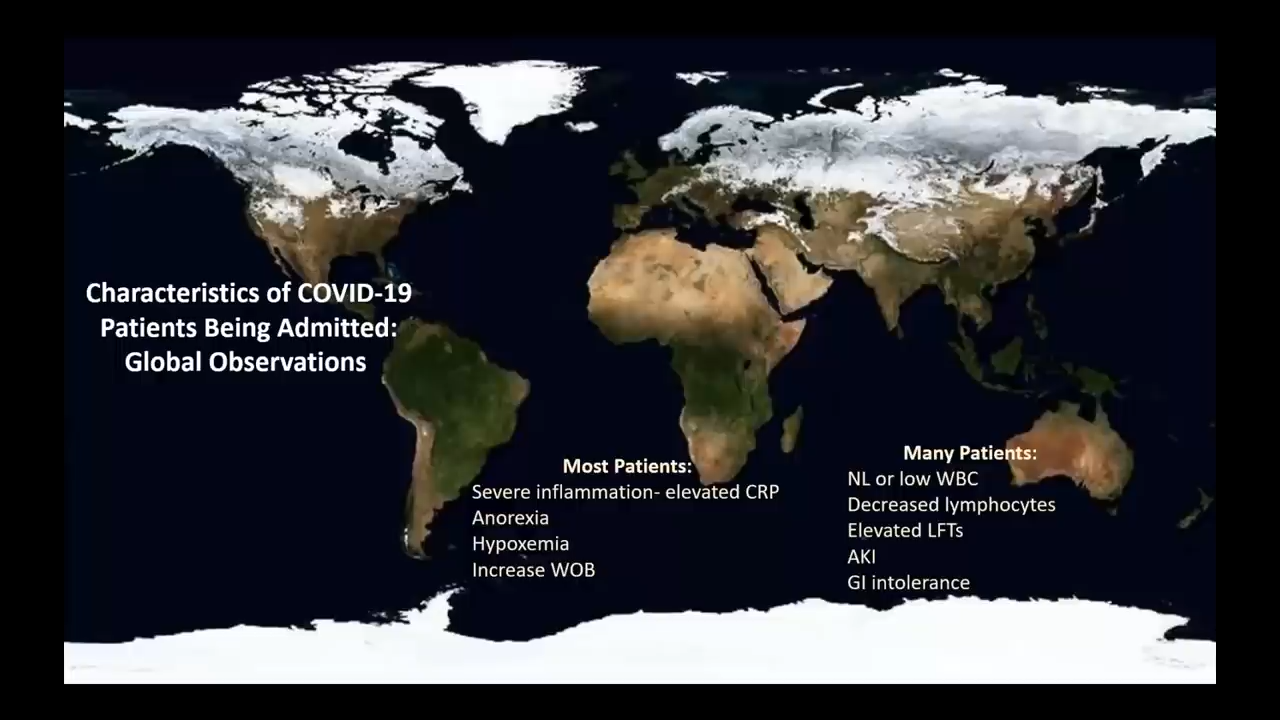 Characteristics of COVID-19
Patients Being Admitted:
Global Observations
Most Patients:
Severe inflammation- elevated CRP
Anorexia
Hypoxemia
Increase WOB
Many Patients:
NL or low WBC
Decreased lymphocytes
Elevated LFTs
AKI
GI intolerance